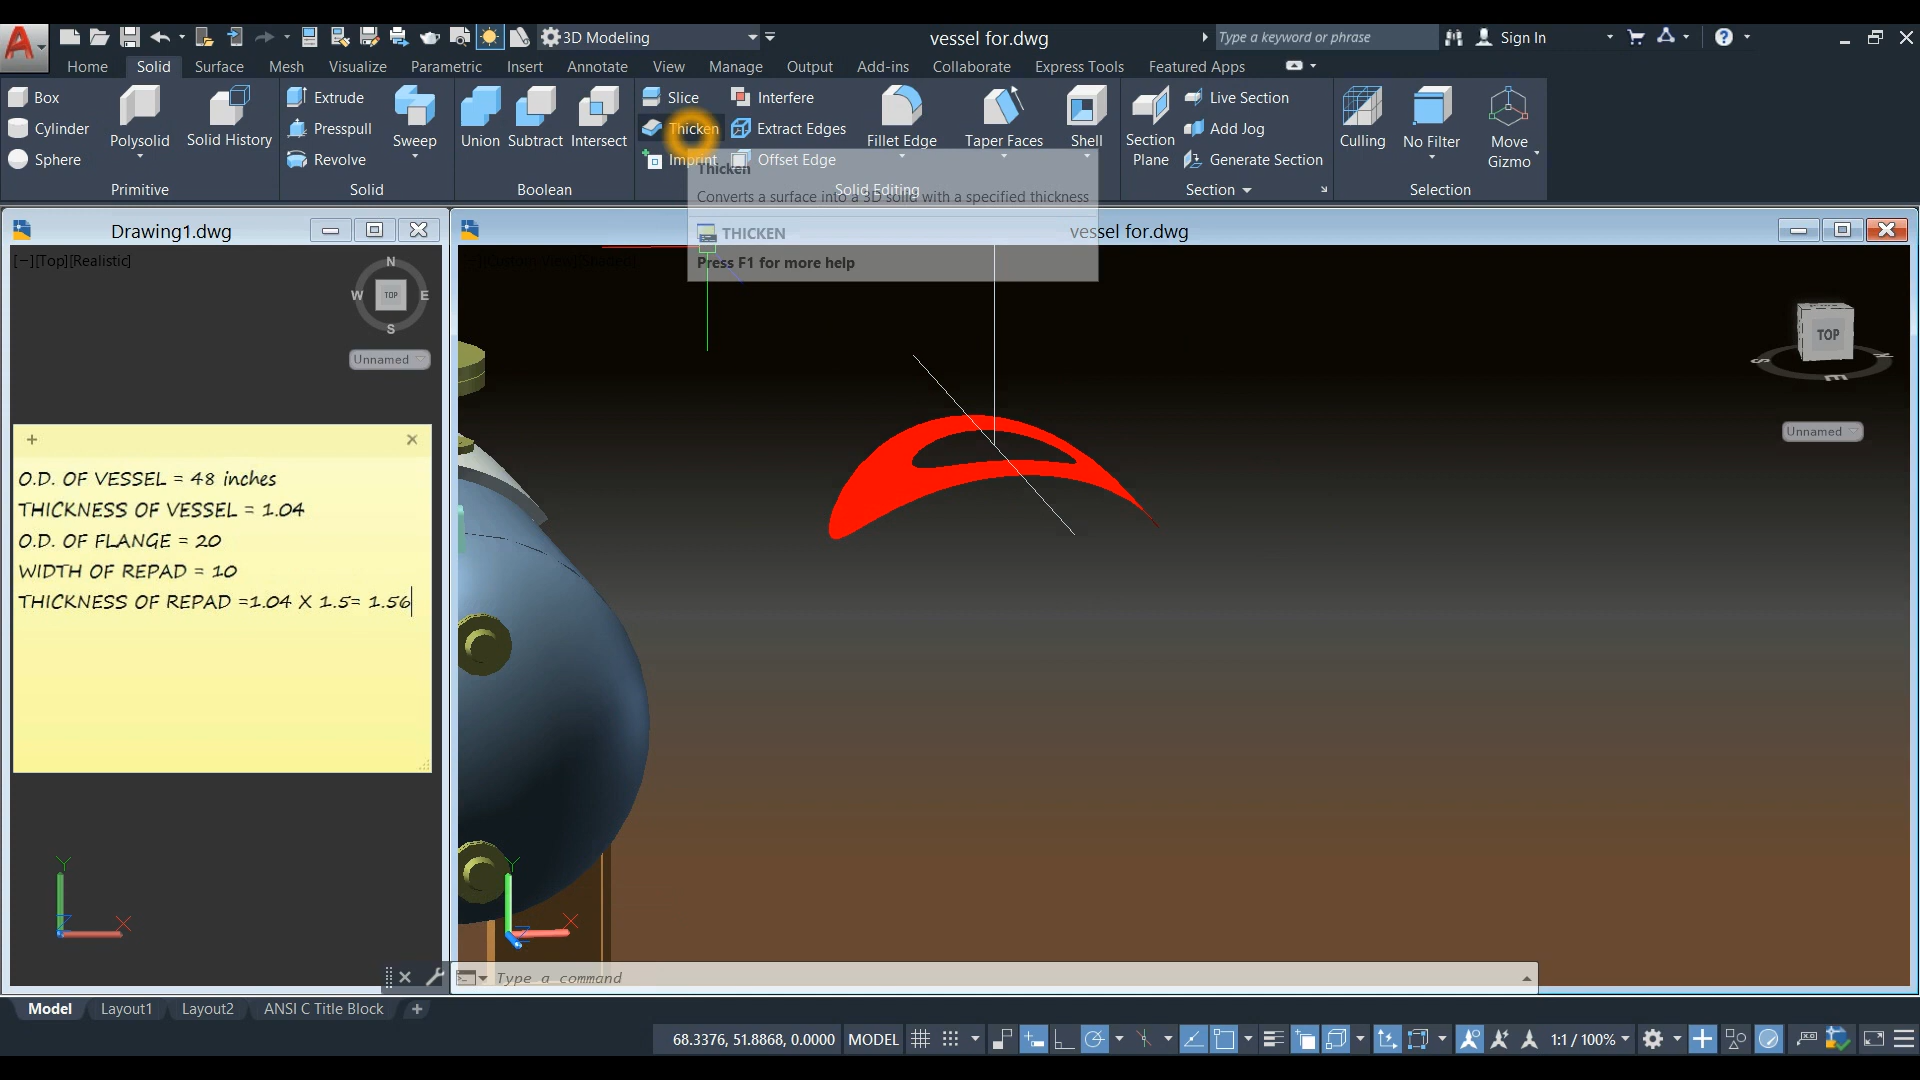 3D Modeling
vessel for.dwg
Type a keyword or phrase
Sign In
Home Solid Surface Mesh Visualize Parametric Insert Annotate View Manage Output Add-ins Collaborate Express Tools Featured Apps
Box
Cylinder
Sphere
Polysolid
Solid History
Primitive
Extrude
Presspull
Revolve
Sweep
Solid
Union Subtract Intersect
Boolean
Slice
Thicken
Imprint
Interfere
Extract Edges
Offset Edge
Fillet Edge
Taper Faces
Shell
Solid Editing
Section Plane
Live Section
Add Jog
Generate Section
Section
Culling
No Filter
Move Gizmo
Selection
Thicken
Converts a surface into a 3D solid with a specified thickness
THICKEN
Press F1 for more help
Drawing1.dwg
[−][Top][Realistic]
N
W TOP E
S
Unnamed
+
O.D. OF VESSEL = 48 inches
THICKNESS OF VESSEL = 1.04
O.D. OF FLANGE = 20
WIDTH OF REPAD = 10
THICKNESS OF REPAD =1.04 X 1.5= 1.56
Y
X
Z
vessel for.dwg
TOP
S N
E
Unnamed
Y
X
Z
Type a command
Model Layout1 Layout2 ANSI C Title Block +
68.3376, 51.8868, 0.0000 MODEL 1:1 / 100%